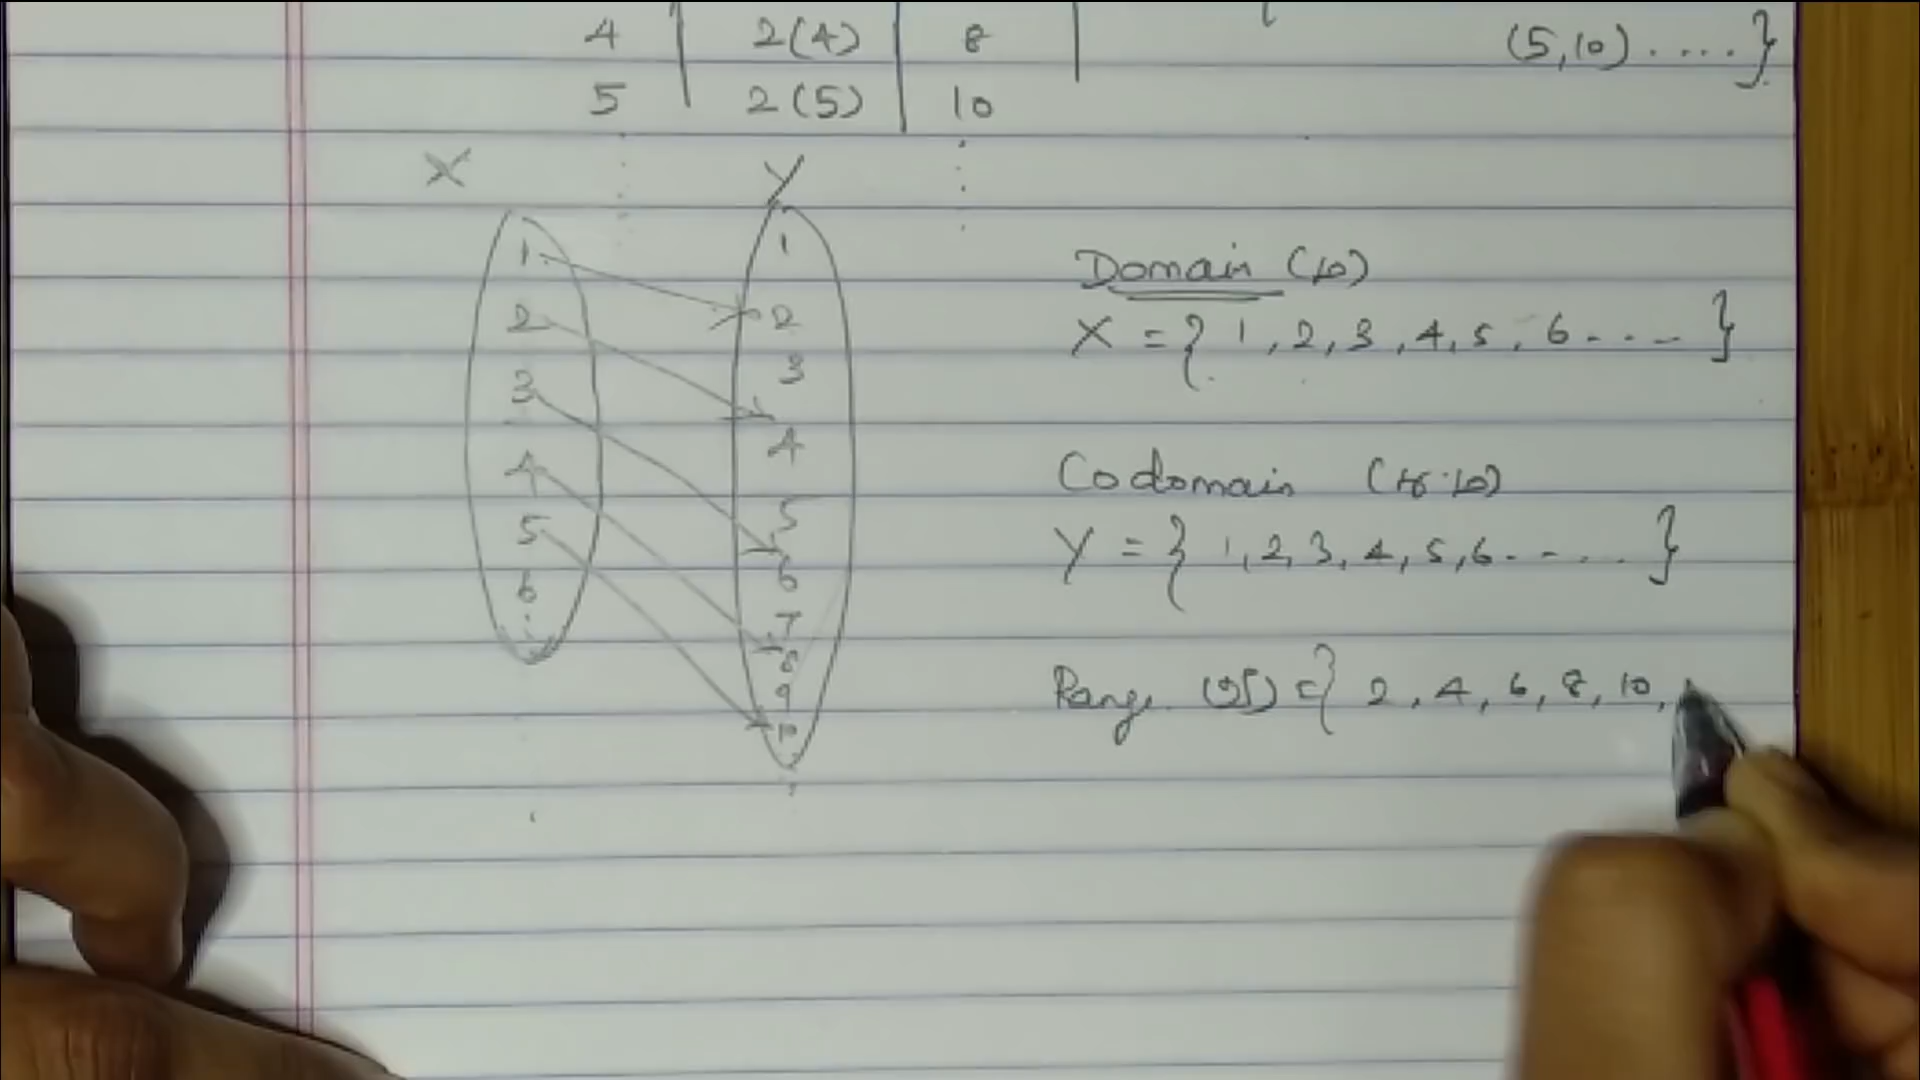 4 2(4) 8
(5,10) ..... }
5 2(5) 10
X Y
1
2
3
4
5
6
1
2
3
4
5
6
7
8
9
10
Domain
X = { 1, 2, 3, 4, 5, 6 .... }
Codomain
Y = { 1, 2, 3, 4, 5, 6 ..... }
Range = { 2, 4, 6, 8, 10,